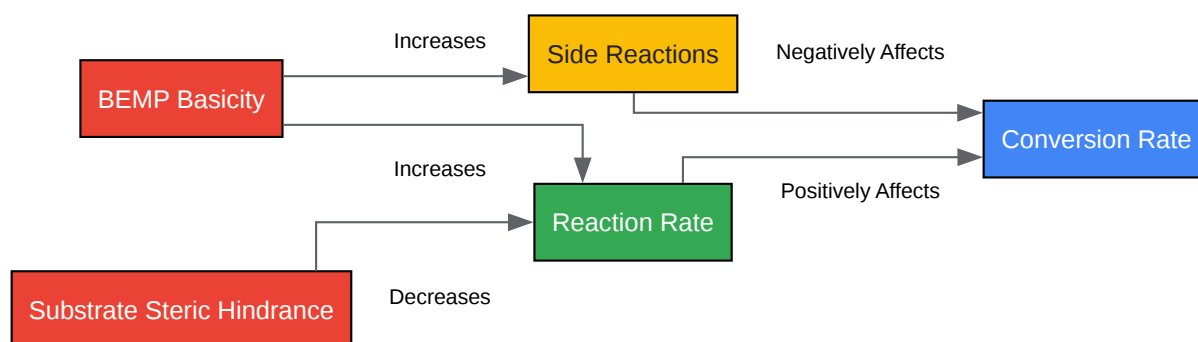 Increases
Side Reactions
Negatively Affects
BEMP Basicity
Conversion Rate
Increases
Positively Affects
Reaction Rate
Decreases
Substrate Steric Hindrance